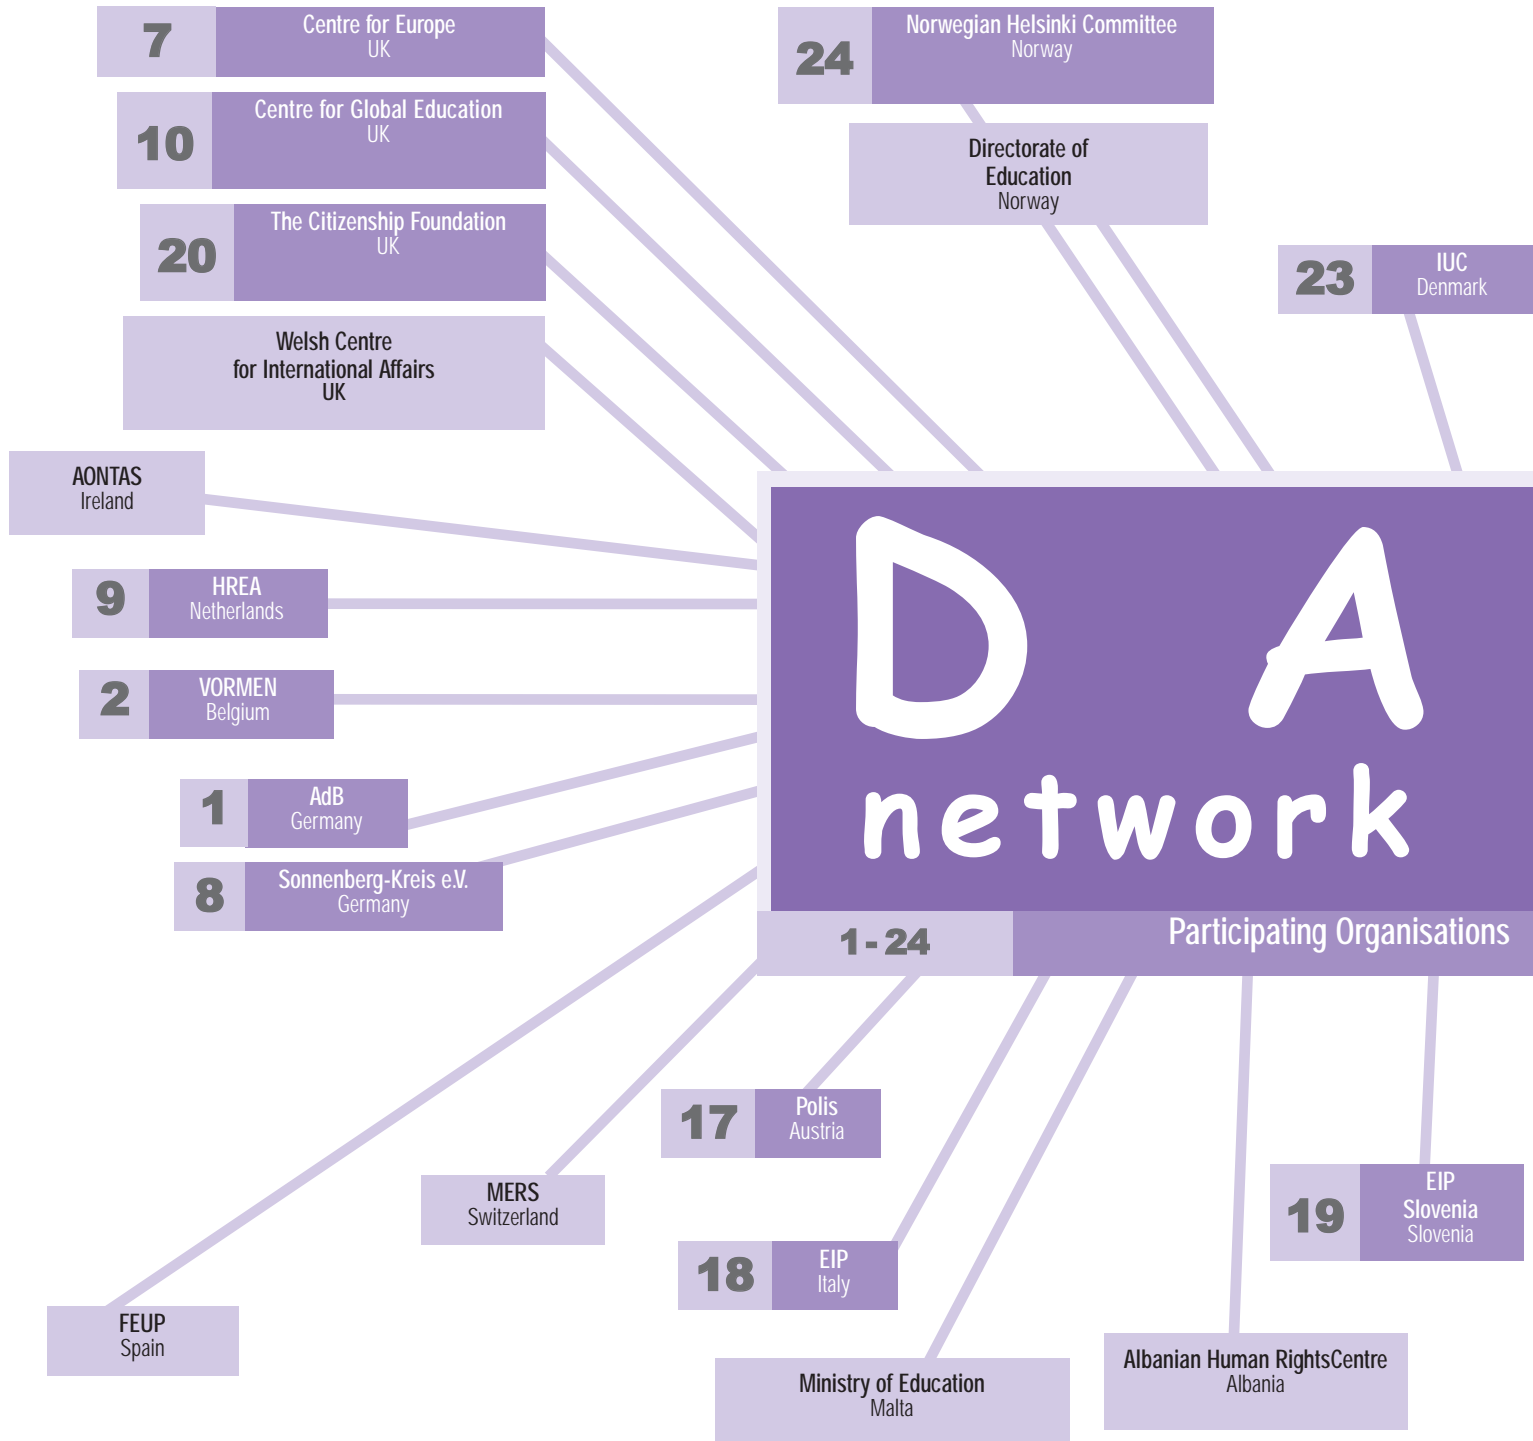 7
Centre for Europe
UK
10
Centre for Global Education
UK
20
The Citizenship Foundation
UK
Welsh Centre
for International Affairs
UK
AONTAS
Ireland
9
HREA
Netherlands
2
VORMEN
Belgium
1
AdB
Germany
8
Sonnenberg-Kreis e.V.
Germany
24
Norwegian Helsinki Committee
Norway
Directorate of
Education
Norway
23
IUC
Denmark
D A
network
1 - 24
Participating Organisations
17
Polis
Austria
MERS
Switzerland
18
EIP
Italy
19
EIP
Slovenia
Slovenia
FEUP
Spain
Ministry of Education
Malta
Albanian Human RightsCentre
Albania